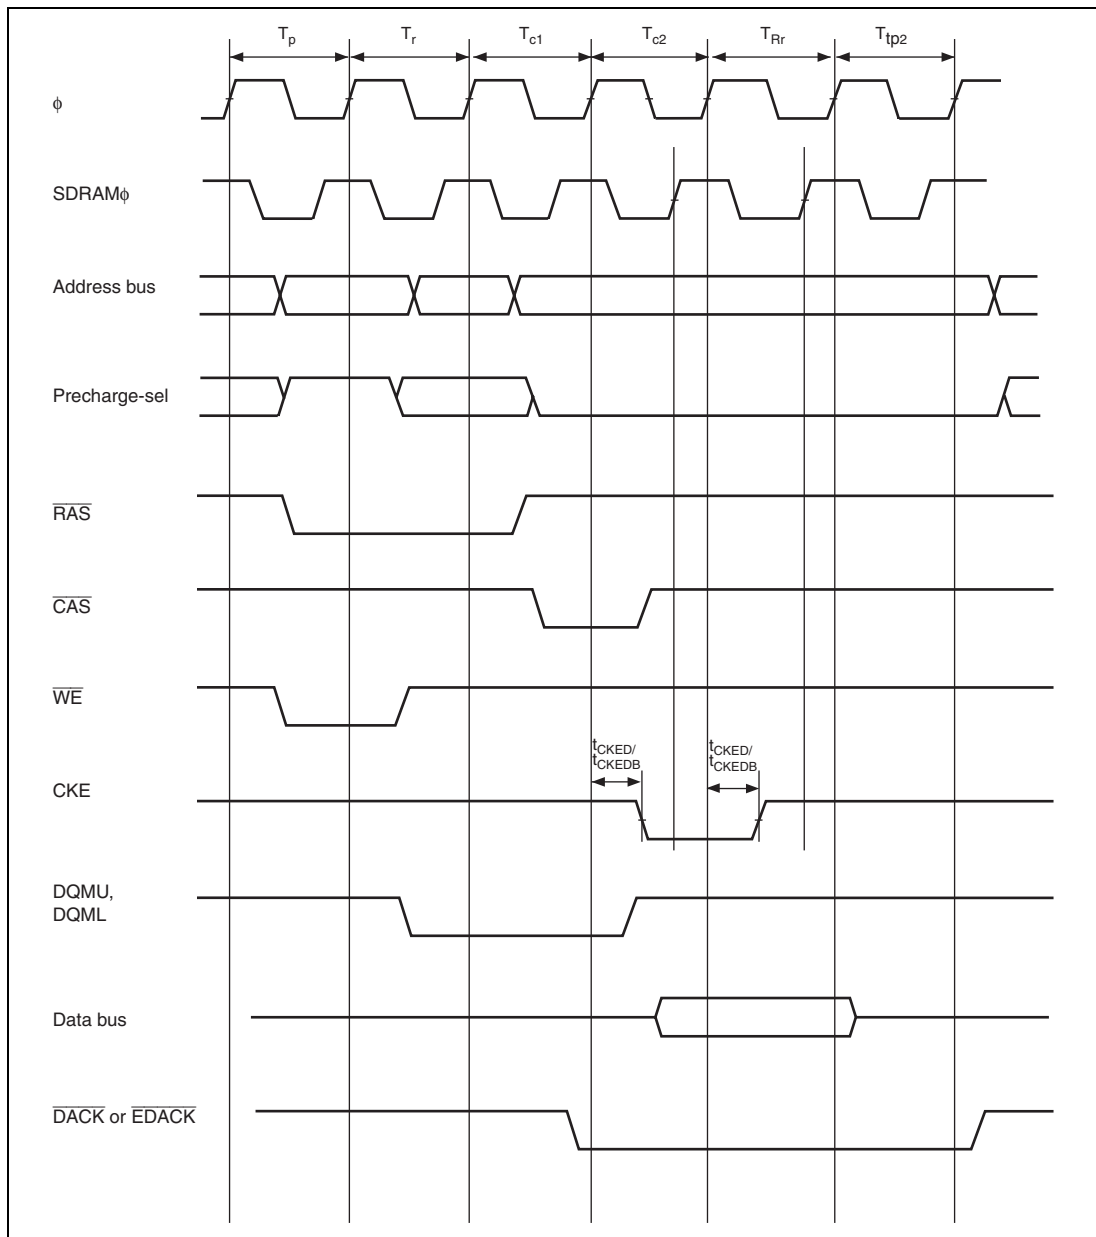 Tp Tr Tc1 Tc2 TRr Ttp2
ϕ
SDRAMϕ
Address bus
Precharge-sel
RAS
CAS
WE
tCKED/ tCKED/
tCKEDB tCKEDB
CKE
DQMU,
DQML
Data bus
DACK or EDACK